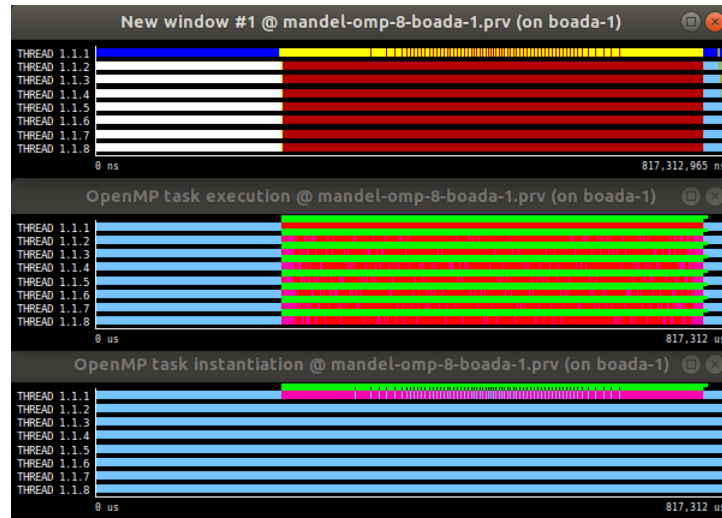 New window #1 @ mandel-omp-8-boada-1.prv (on boada-1)
THREAD 1.1.1
THREAD 1.1.2
THREAD 1.1.3
THREAD 1.1.4
THREAD 1.1.5
THREAD 1.1.6
THREAD 1.1.7
THREAD 1.1.8
0 ns 817,312,965 ns
OpenMP task execution @ mandel-omp-8-boada-1.prv (on boada-1)
THREAD 1.1.1
THREAD 1.1.2
THREAD 1.1.3
THREAD 1.1.4
THREAD 1.1.5
THREAD 1.1.6
THREAD 1.1.7
THREAD 1.1.8
0 us 817,312 us
OpenMP task instantiation @ mandel-omp-8-boada-1.prv (on boada-1)
THREAD 1.1.1
THREAD 1.1.2
THREAD 1.1.3
THREAD 1.1.4
THREAD 1.1.5
THREAD 1.1.6
THREAD 1.1.7
THREAD 1.1.8
0 us 817,312 us